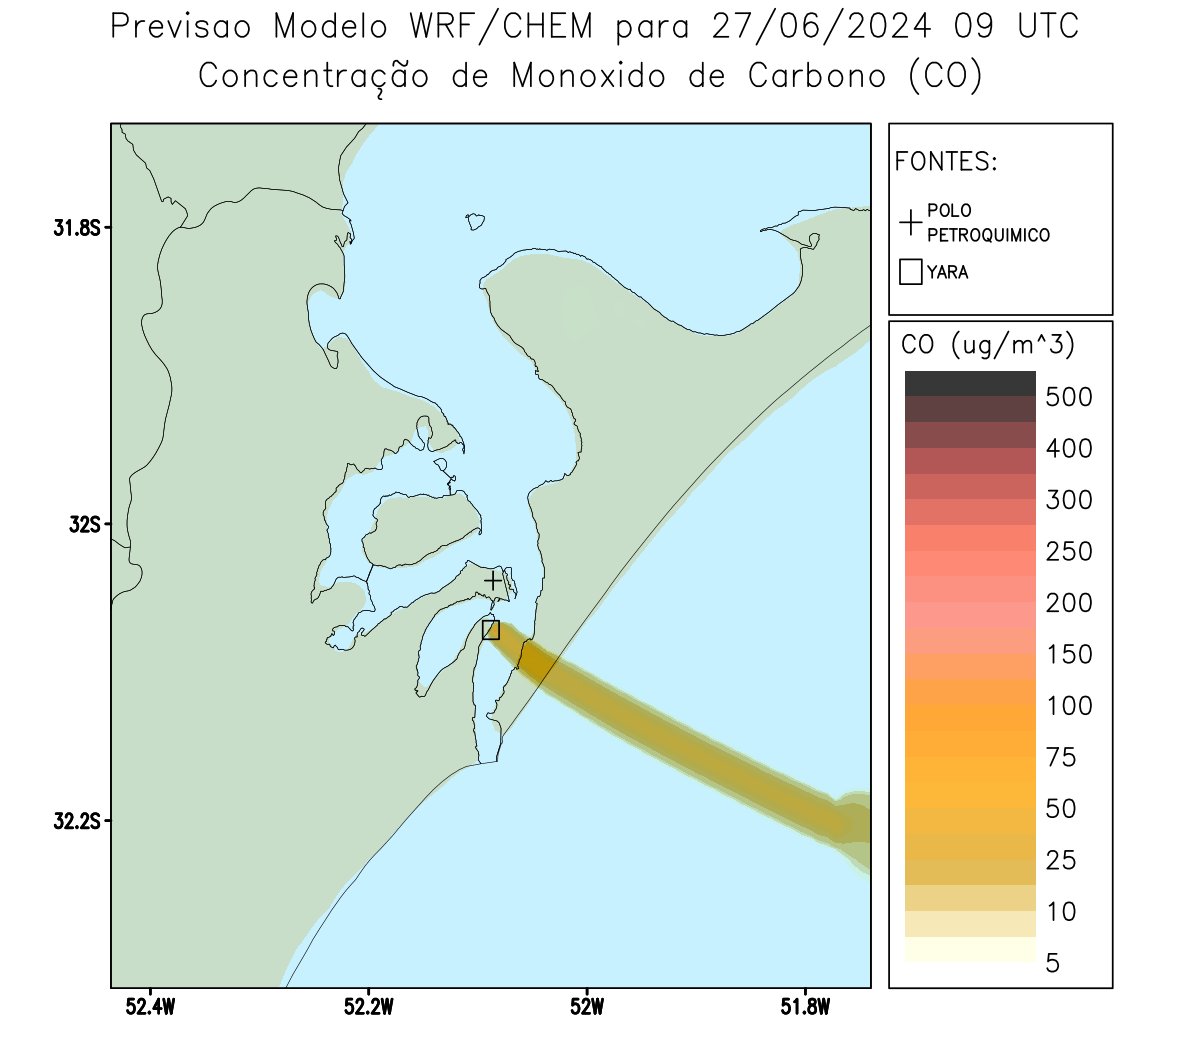 Previsao Modelo WRF/CHEM para 27/06/2024 09 UTC
Concentração de Monoxido de Carbono (CO)
FONTES:
POLO
PETROQUIMICO
YARA
31.8S
32S
32.2S
52.4W
52.2W
52W
51.8W
CO (ug/m^3)
500
400
300
250
200
150
100
75
50
25
10
5